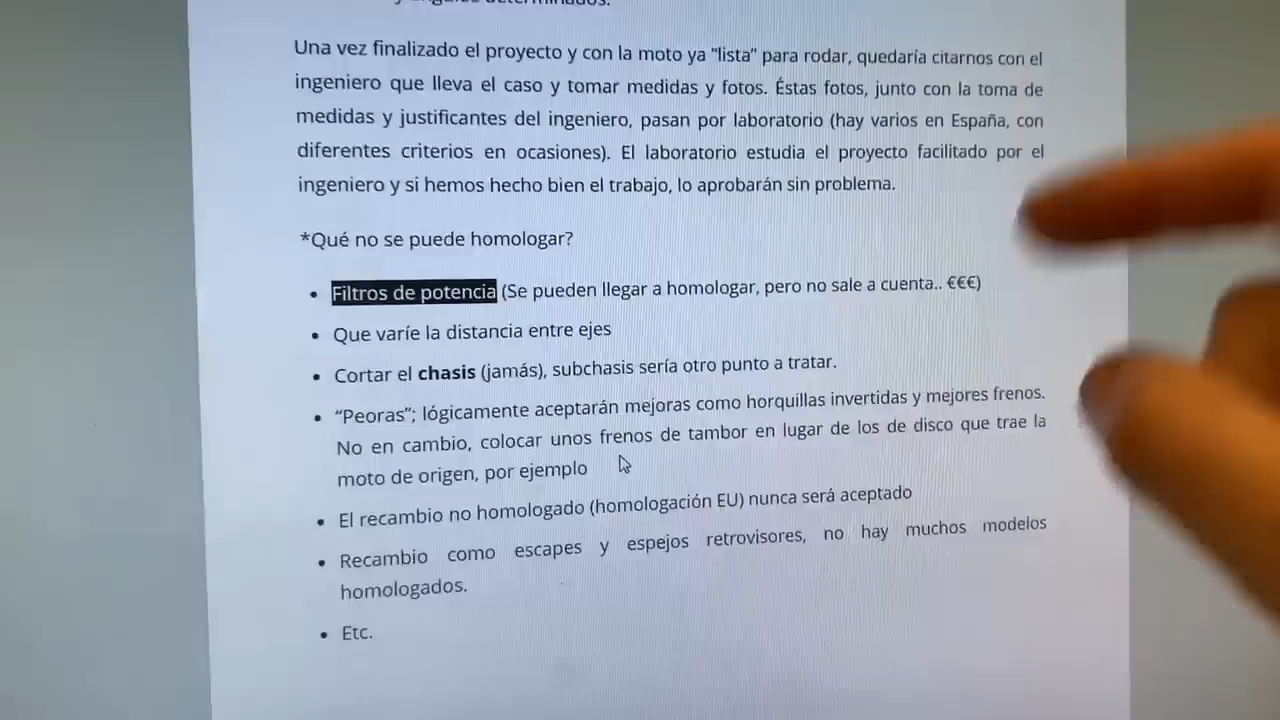 determinados.
Una vez finalizado el proyecto y con la moto ya “lista” para rodar, quedaría citarnos con el
ingeniero que lleva el caso y tomar medidas y fotos. Éstas fotos, junto con la toma de
medidas y justificantes del ingeniero, pasan por laboratorio (hay varios en España, con
diferentes criterios en ocasiones). El laboratorio estudia el proyecto facilitado por el
ingeniero y si hemos hecho bien el trabajo, lo aprobarán sin problema.
*Qué no se puede homologar?
• Filtros de potencia (Se pueden llegar a homologar, pero no sale a cuenta.. €€€)
• Que varíe la distancia entre ejes
• Cortar el chasis (jamás), subchasis sería otro punto a tratar.
• “Peoras”; lógicamente aceptarán mejoras como horquillas invertidas y mejores frenos.
No en cambio, colocar unos frenos de tambor en lugar de los de disco que trae la
moto de origen, por ejemplo
• El recambio no homologado (homologación EU) nunca será aceptado
• Recambio como escapes y espejos retrovisores, no hay muchos modelos
homologados.
• Etc.